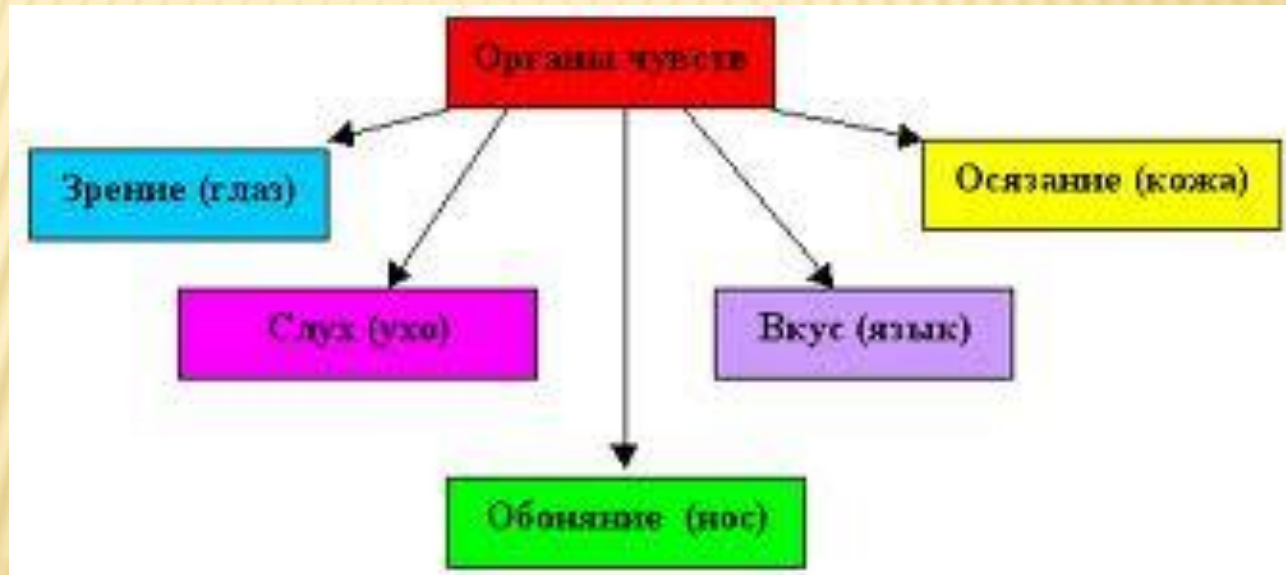 Органы чувств
Зрение (глаз)
Осязание (кожа)
Слух (ухо)
Вкус (язык)
Обоняние (нос)